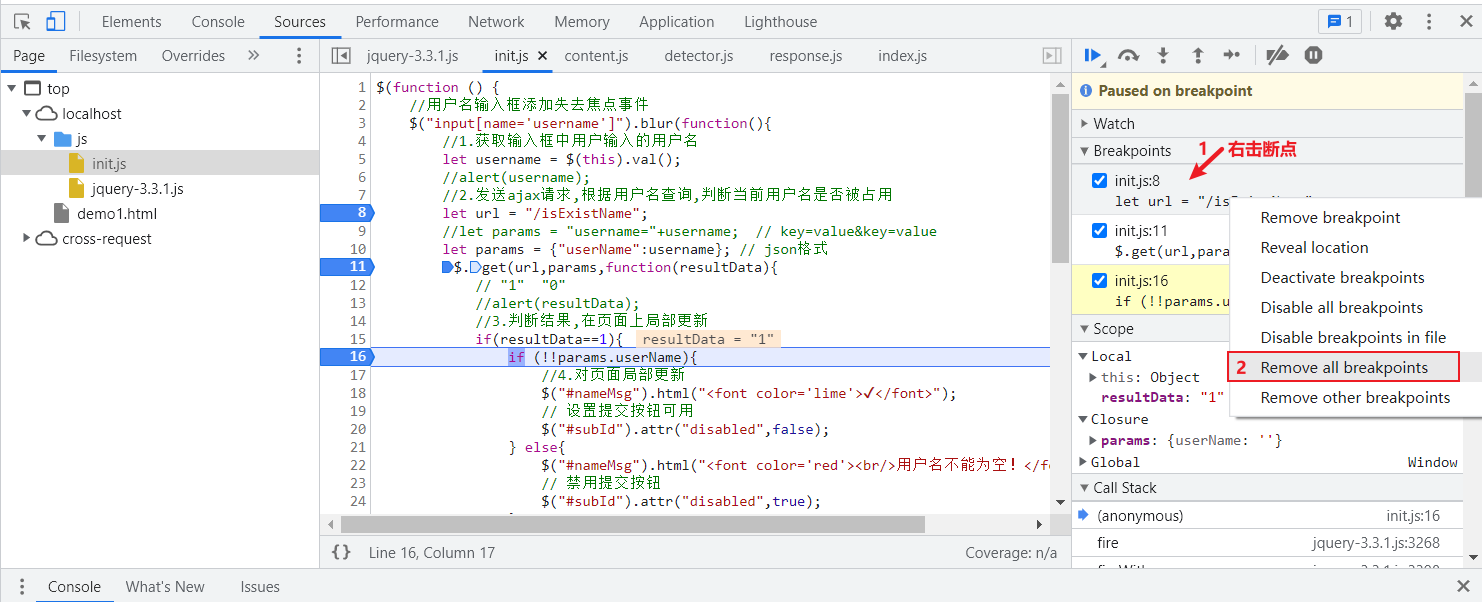 Elements Console Sources Performance Network Memory Application Lighthouse 1
Page Filesystem Overrides
top
localhost
js
init.js
jquery-3.3.1.js
demo1.html
cross-request
jquery-3.3.1.js init.js content.js detector.js response.js index.js
1 $(function () {
2 //用户名输入框添加失去焦点事件
3 $("input[name='username']").blur(function(){
4 //1.获取输入框中用户输入的用户名
5 let username = $(this).val();
6 //alert(username);
7 //2.发送ajax请求,根据用户名查询,判断当前用户名是否被占用
8 let url = "/isExistName";
9 //let params = "username="+username; // key=value&key=value
10 let params = {"userName":username}; // json格式
11 $.get(url,params,function(resultData){
12 // "1" "0"
13 //alert(resultData);
14 //3.判断结果,在页面上局部更新
15 if(resultData==1){ resultData = "1"
16 if (!!params.userName){
17 //4.对页面局部更新
18 $("#nameMsg").html("<font color='lime'>✓</font>");
19 // 设置提交按钮可用
20 $("#subId").attr("disabled",false);
21 } else{
22 $("#nameMsg").html("<font color='red'><br/>用户名不能为空! </fo
23 // 禁用提交按钮
24 $("#subId").attr("disabled",true);
{} Line 16, Column 17 Coverage: n/a
Paused on breakpoint
Watch
Breakpoints
1 右击断点
init.js:8
let url = "/is
init.js:11
$.get(url,para
init.js:16
if (!!params.u
Remove breakpoint
Reveal location
Deactivate breakpoints
Disable all breakpoints
Disable breakpoints in file
2 Remove all breakpoints
Remove other breakpoints
Scope
Local
this: Object
resultData: "1"
Closure
params: {userName: ''}
Global Window
Call Stack
(anonymous) init.js:16
fire jquery-3.3.1.js:3268
Console What's New Issues